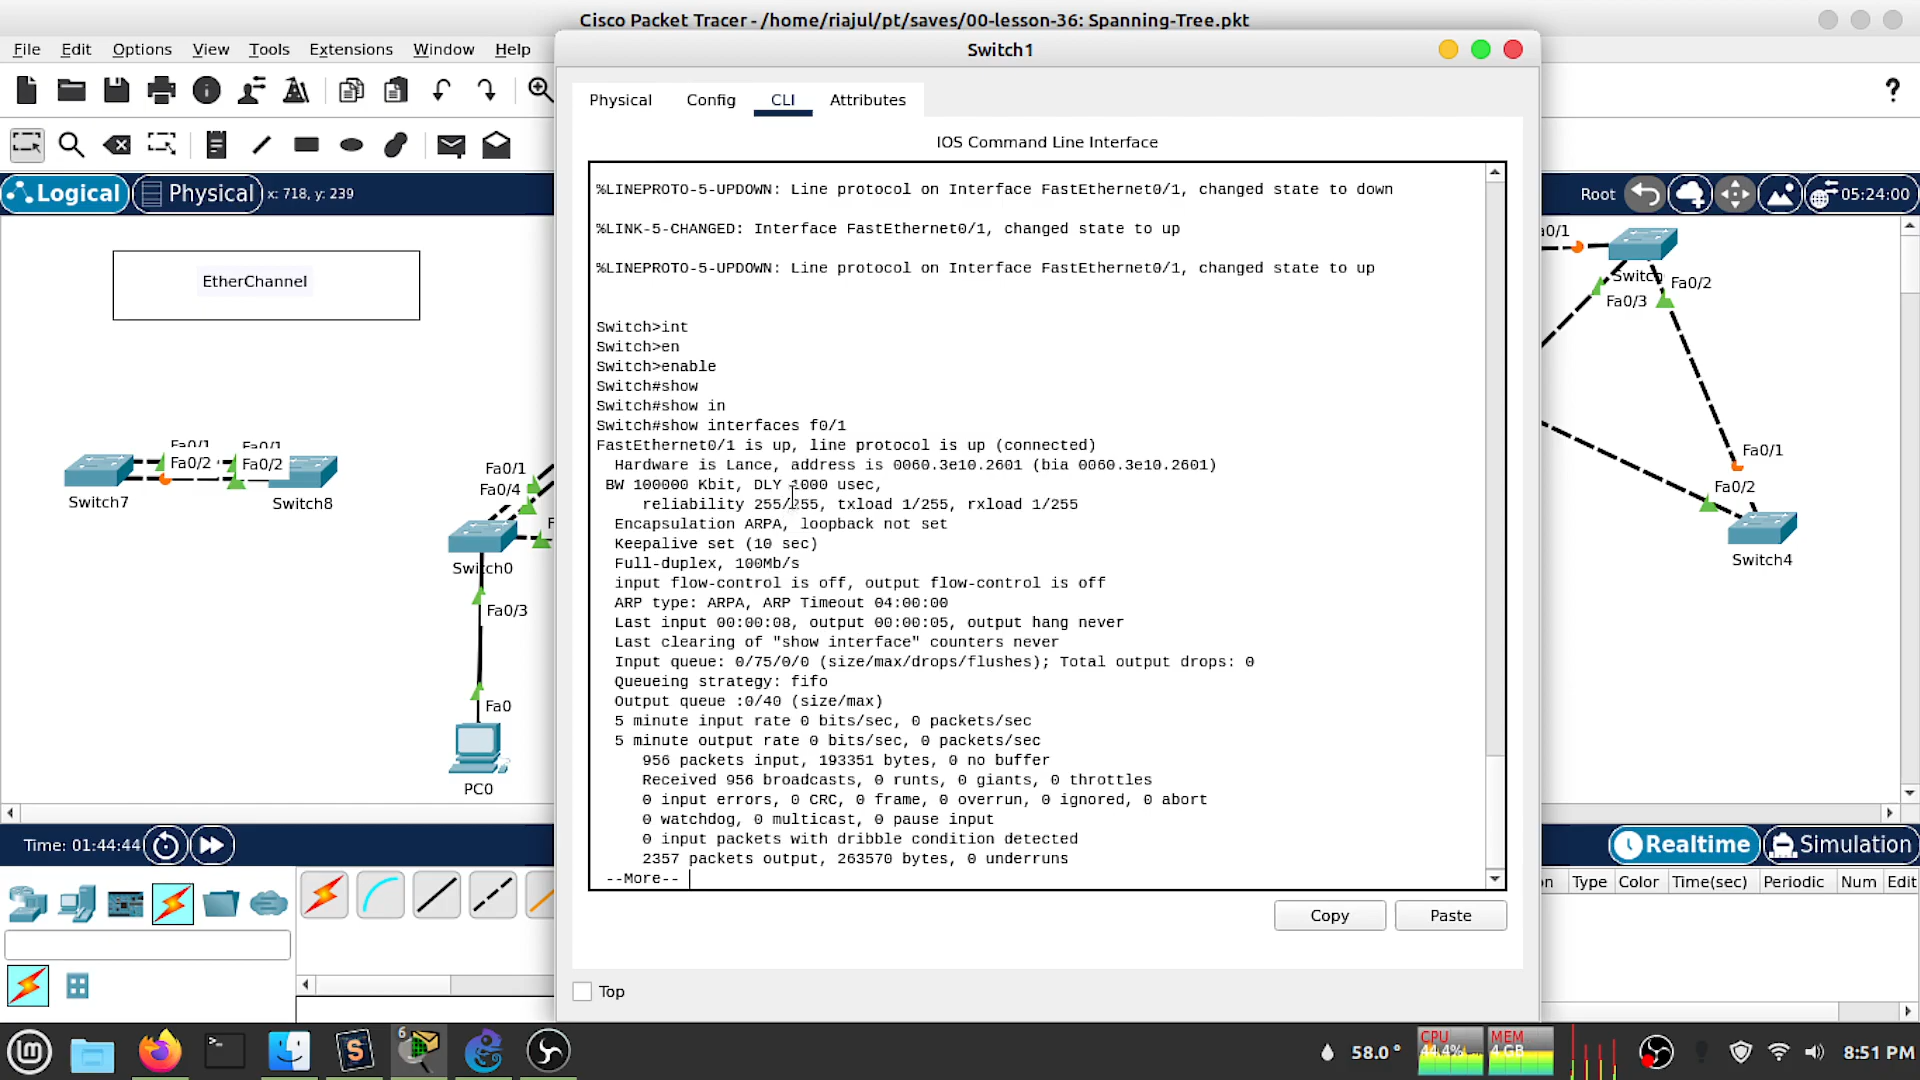 Cisco Packet Tracer - /home/riajul/pt/saves/00-lesson-36: Spanning-Tree.pkt
File Edit Options View Tools Extensions Window Help
Switch1
Physical Config CLI Attributes
IOS Command Line Interface
Logical Physical x: 718, y: 239
Root 05:24:00
%LINEPROTO-5-UPDOWN: Line protocol on Interface FastEthernet0/1, changed state to down
%LINK-5-CHANGED: Interface FastEthernet0/1, changed state to up
%LINEPROTO-5-UPDOWN: Line protocol on Interface FastEthernet0/1, changed state to up
Switch>int
Switch>en
Switch>enable
Switch#show
Switch#show in
Switch#show interfaces f0/1
FastEthernet0/1 is up, line protocol is up (connected)
Hardware is Lance, address is 0060.3e10.2601 (bia 0060.3e10.2601)
BW 100000 Kbit, DLY 1000 usec,
reliability 255/255, txload 1/255, rxload 1/255
Encapsulation ARPA, loopback not set
Keepalive set (10 sec)
Full-duplex, 100Mb/s
input flow-control is off, output flow-control is off
ARP type: ARPA, ARP Timeout 04:00:00
Last input 00:00:08, output 00:00:05, output hang never
Last clearing of "show interface" counters never
Input queue: 0/75/0/0 (size/max/drops/flushes); Total output drops: 0
Queueing strategy: fifo
Output queue :0/40 (size/max)
5 minute input rate 0 bits/sec, 0 packets/sec
5 minute output rate 0 bits/sec, 0 packets/sec
956 packets input, 193351 bytes, 0 no buffer
Received 956 broadcasts, 0 runts, 0 giants, 0 throttles
0 input errors, 0 CRC, 0 frame, 0 overrun, 0 ignored, 0 abort
0 watchdog, 0 multicast, 0 pause input
0 input packets with dribble condition detected
2357 packets output, 263570 bytes, 0 underruns
--More--
Copy Paste
Top
EtherChannel
Fa0/1 Fa0/1
Fa0/2 Fa0/2
Switch7 Switch8
Fa0/1
Fa0/4
F
Switch0
Fa0/3
Fa0
PC0
a0/1
Switch
Fa0/2
Fa0/3
Fa0/1
Fa0/2
Switch4
Time: 01:44:44
Realtime Simulation
on Type Color Time(sec) Periodic Num Edit
6
58.0 °
CPU 44.4%
MEM 4 GB
8:51 PM